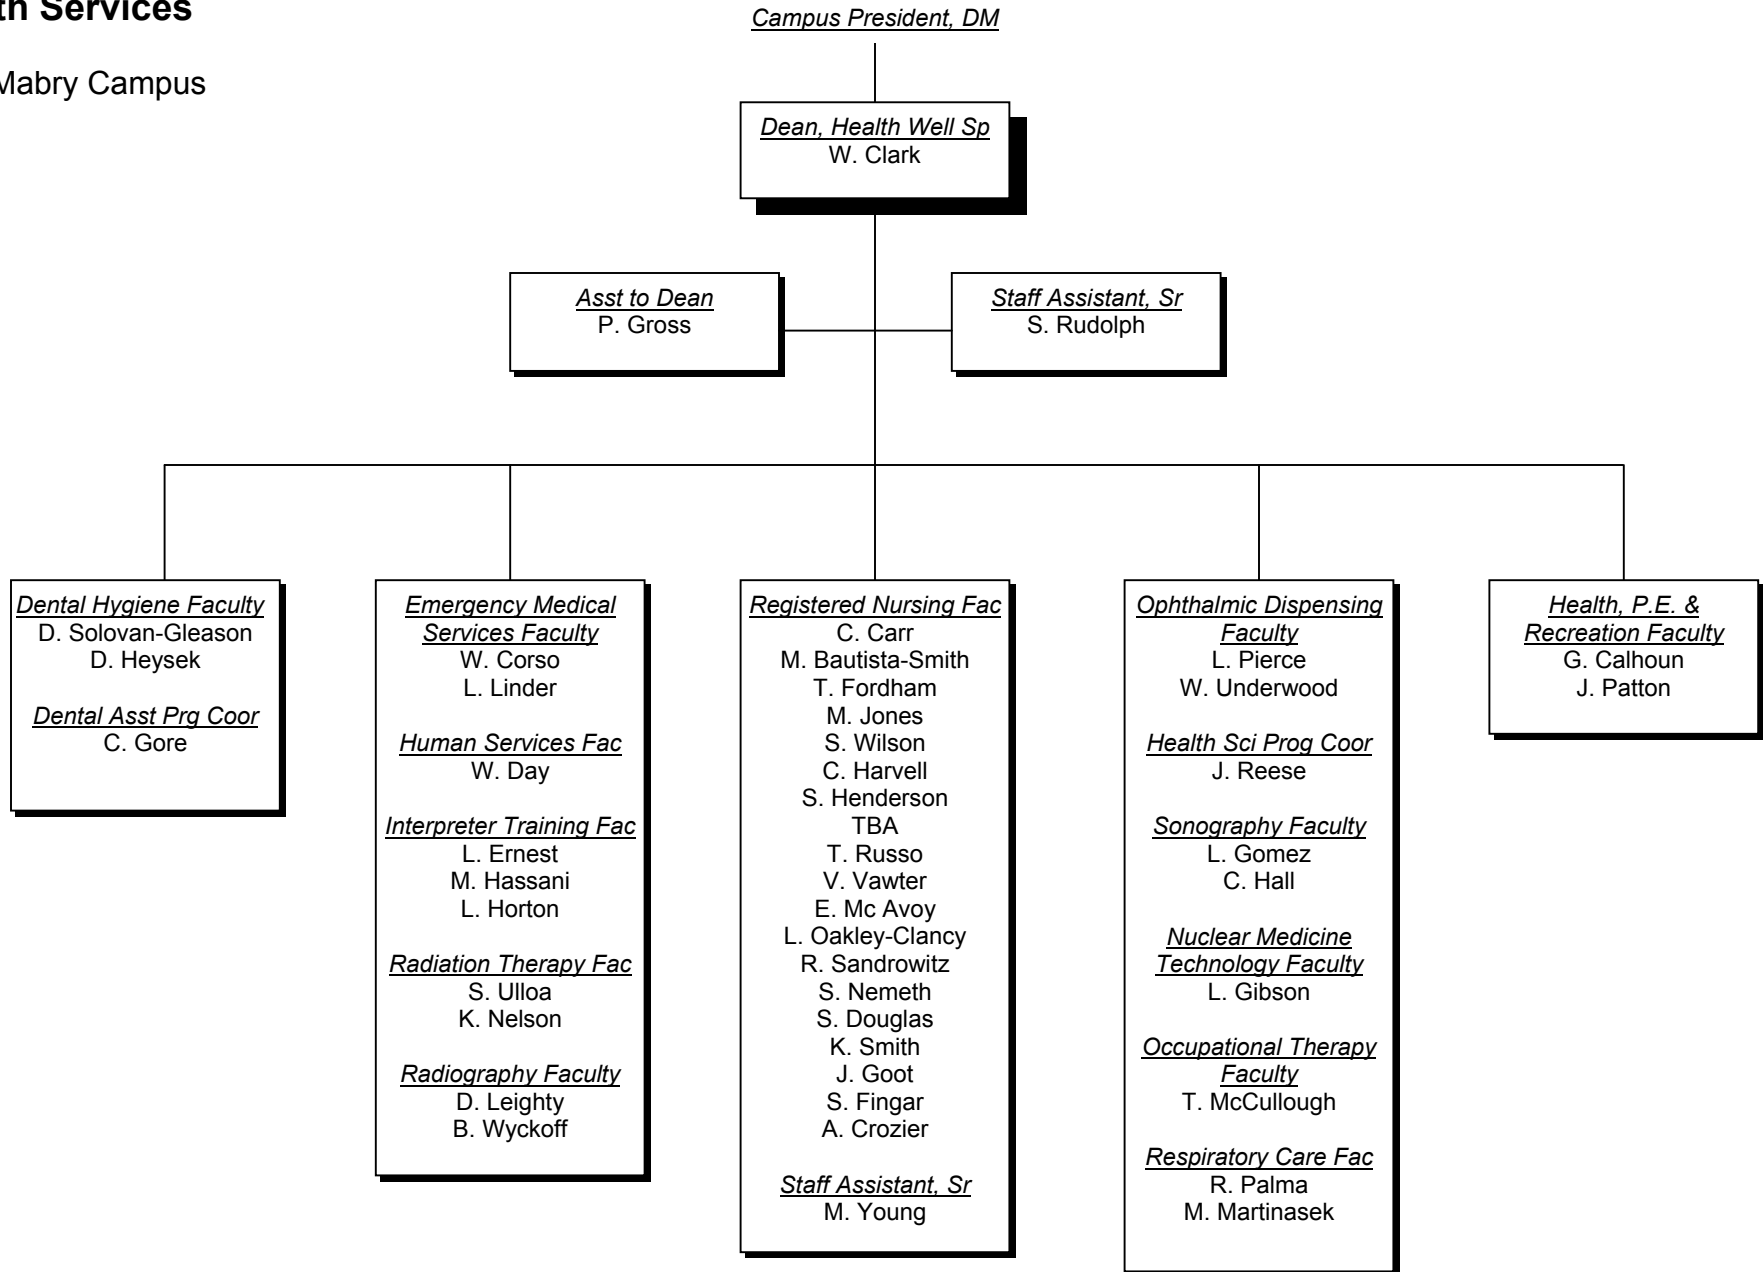 Services
Mabry Campus
Campus President, DM
Dean, Health Well Sp
W. Clark
Asst to Dean
P. Gross
Staff Assistant, Sr
S. Rudolph
Dental Hygiene Faculty
D. Solovan-Gleason
D. Heysek
Dental Asst Prg Coor
C. Gore
Emergency Medical
Services Faculty
W. Corso
L. Linder
Human Services Fac
W. Day
Interpreter Training Fac
L. Ernest
M. Hassani
L. Horton
Radiation Therapy Fac
S. Ulloa
K. Nelson
Radiography Faculty
D. Leighty
B. Wyckoff
Registered Nursing Fac
C. Carr
M. Bautista-Smith
T. Fordham
M. Jones
S. Wilson
C. Harvell
S. Henderson
TBA
T. Russo
V. Vawter
E. Mc Avoy
L. Oakley-Clancy
R. Sandrowitz
S. Nemeth
S. Douglas
K. Smith
J. Goot
S. Fingar
A. Crozier
Staff Assistant, Sr
M. Young
Ophthalmic Dispensing
Faculty
L. Pierce
W. Underwood
Health Sci Prog Coor
J. Reese
Sonography Faculty
L. Gomez
C. Hall
Nuclear Medicine
Technology Faculty
L. Gibson
Occupational Therapy
Faculty
T. McCullough
Respiratory Care Fac
R. Palma
M. Martinasek
Health, P.E. &
Recreation Faculty
G. Calhoun
J. Patton